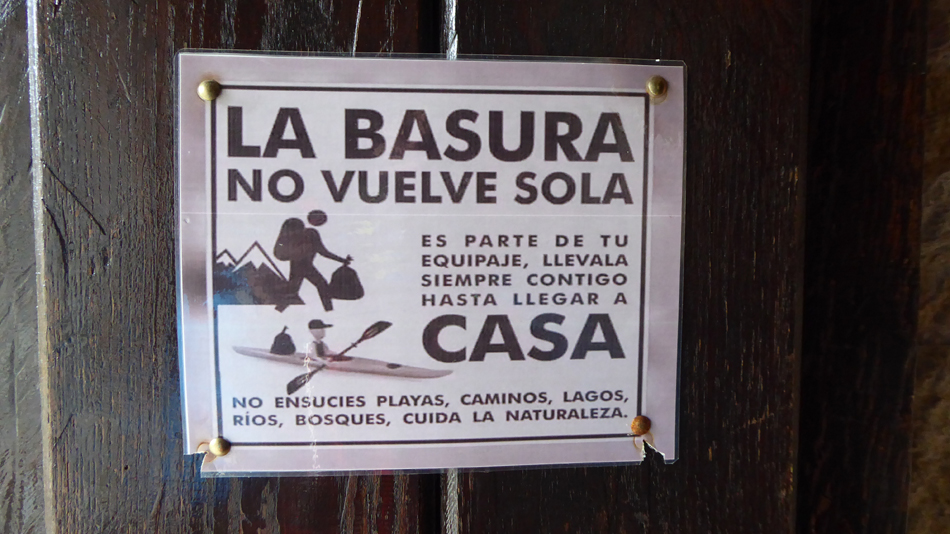 LA BASURA
NO VUELVE SOLA
ES PARTE DE TU
EQUIPAJE, LLEVALA
SIEMPRE CONTIGO
HASTA LLEGAR A
CASA
NO ENSUCIES PLAYAS, CAMINOS, LAGOS,
RÍOS, BOSQUES, CUIDA LA NATURALEZA.